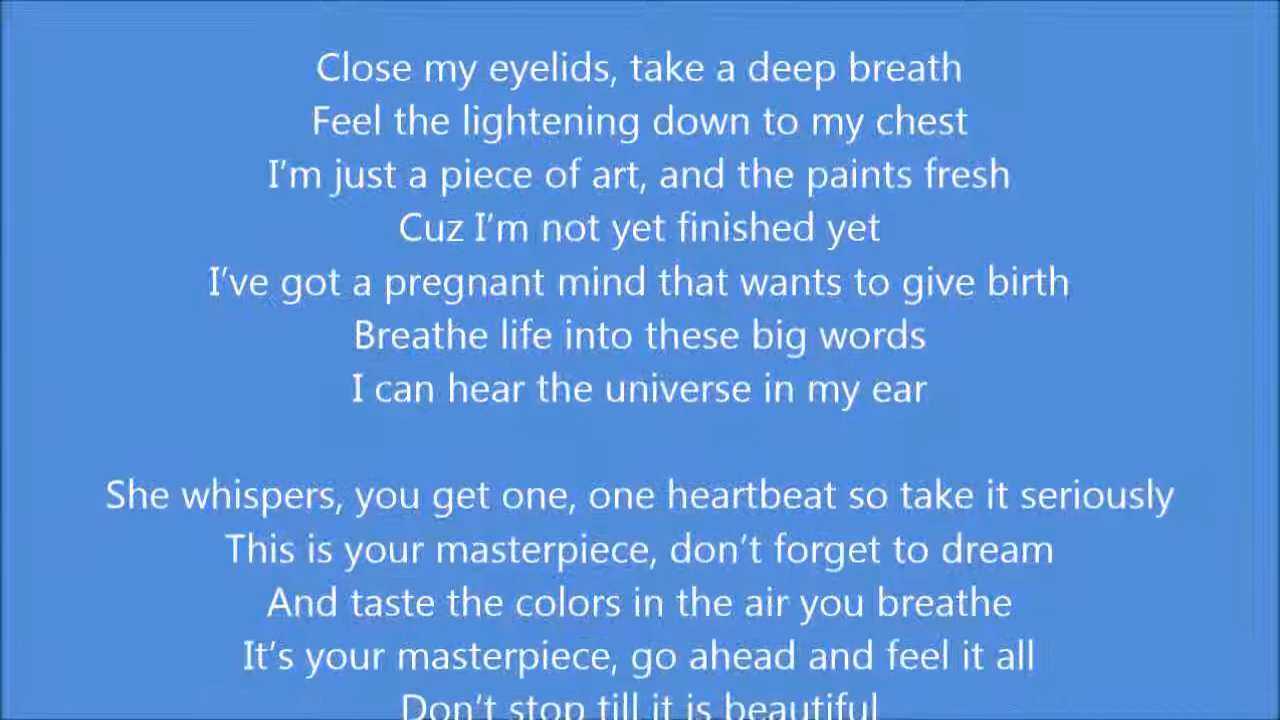 Close my eyelids, take a deep breath
Feel the lightening down to my chest
I'm just a piece of art, and the paints fresh
Cuz I'm not yet finished yet
I've got a pregnant mind that wants to give birth
Breathe life into these big words
I can hear the universe in my ear
She whispers, you get one, one heartbeat so take it seriously
This is your masterpiece, don't forget to dream
And taste the colors in the air you breathe
It's your masterpiece, go ahead and feel it all
Don't stop till it is beautiful